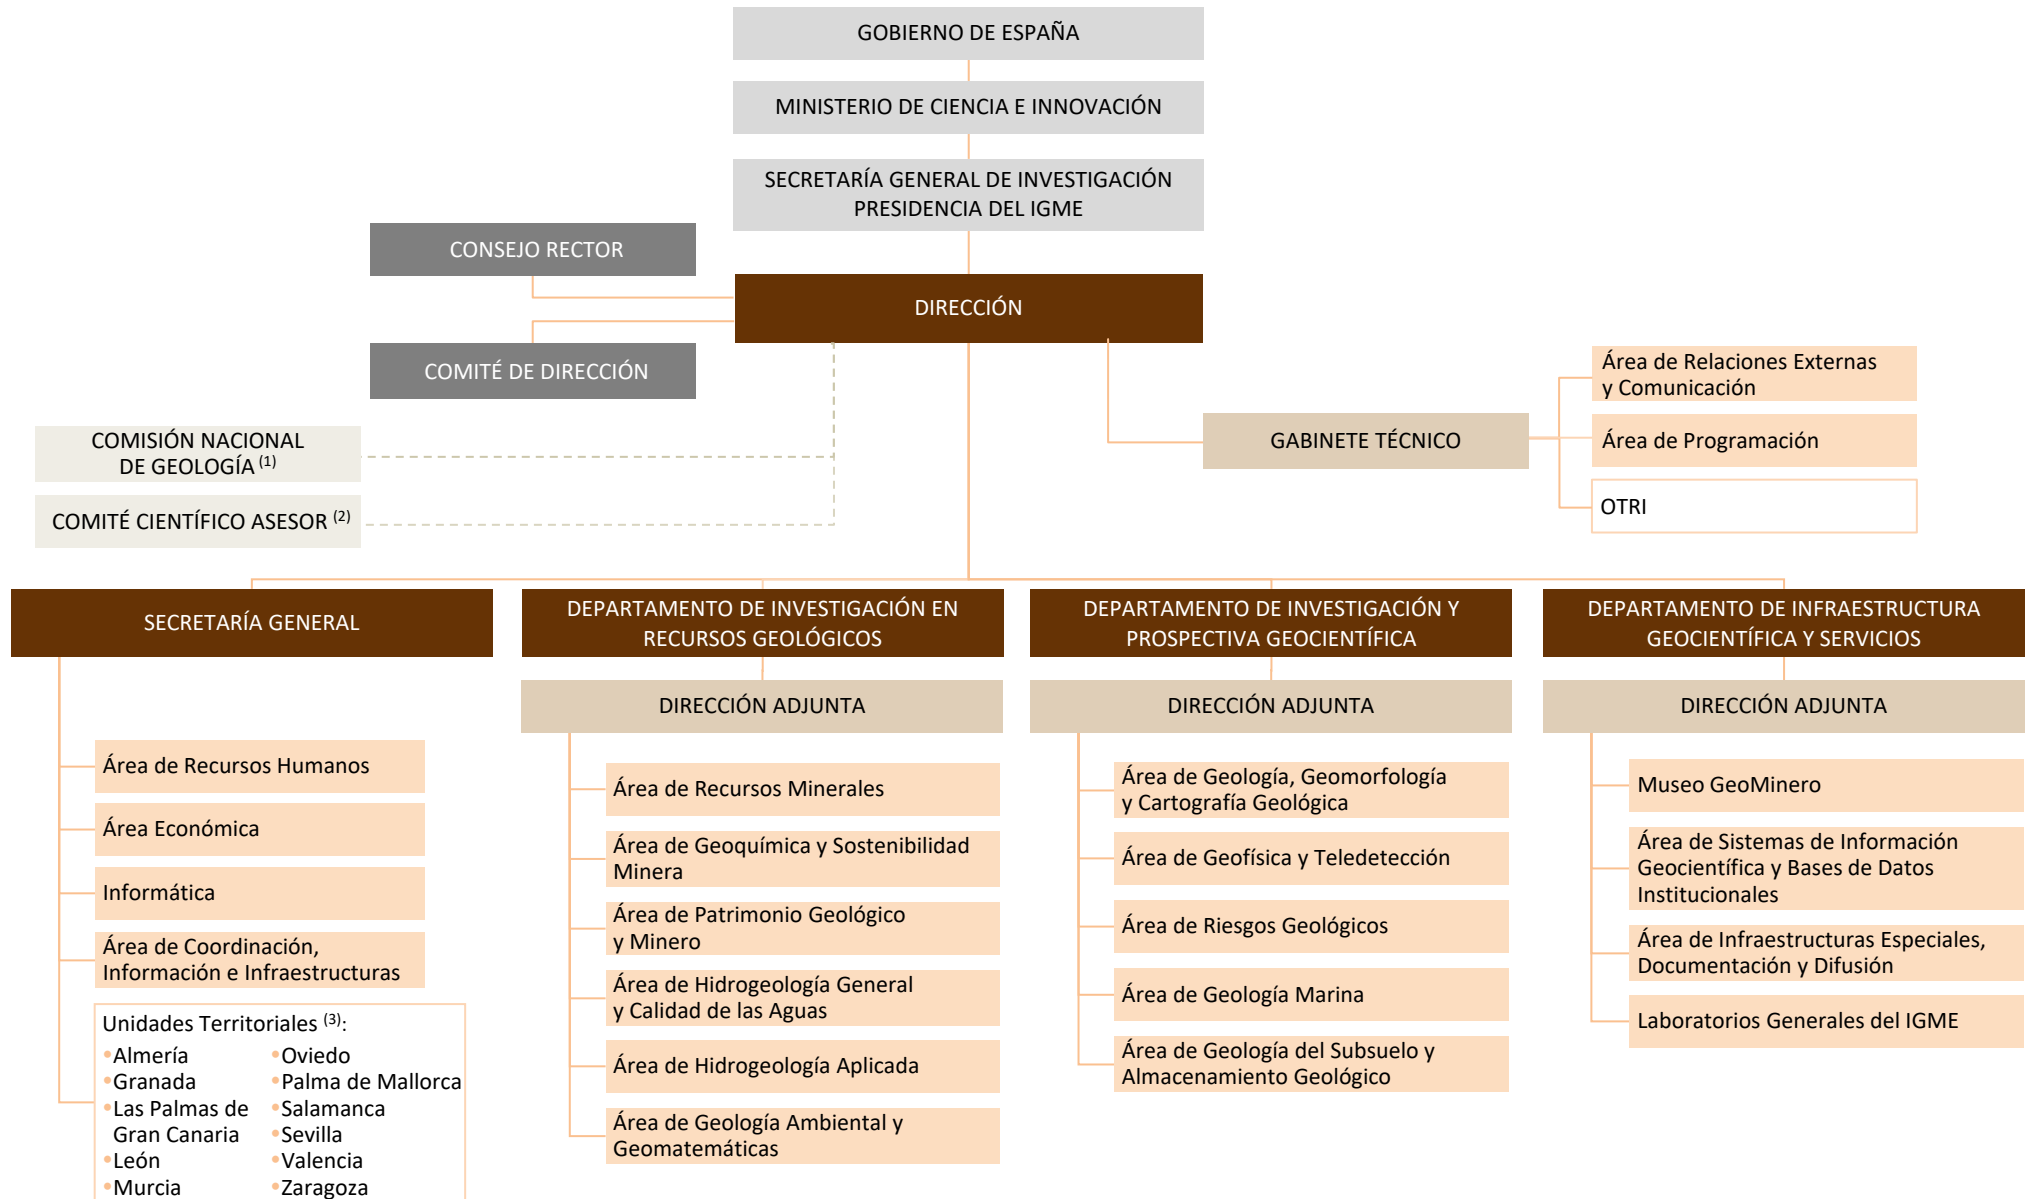 GOBIERNO DE ESPAÑA
MINISTERIO DE CIENCIA E INNOVACIÓN
SECRETARÍA GENERAL DE INVESTIGACIÓN
PRESIDENCIA DEL IGME
CONSEJO RECTOR
DIRECCIÓN
COMITÉ DE DIRECCIÓN
COMISIÓN NACIONAL
DE GEOLOGÍA (1)
COMITÉ CIENTÍFICO ASESOR (2)
GABINETE TÉCNICO
Área de Relaciones Externas
y Comunicación
Área de Programación
OTRI
SECRETARÍA GENERAL
Área de Recursos Humanos
Área Económica
Informática
Área de Coordinación,
Información e Infraestructuras
Unidades Territoriales (3):
•Almería
•Granada
•Las Palmas de
Gran Canaria
•León
•Murcia
•Oviedo
•Palma de Mallorca
•Salamanca
•Sevilla
•Valencia
•Zaragoza
DEPARTAMENTO DE INVESTIGACIÓN EN
RECURSOS GEOLÓGICOS
DIRECCIÓN ADJUNTA
Área de Recursos Minerales
Área de Geoquímica y Sostenibilidad
Minera
Área de Patrimonio Geológico
y Minero
Área de Hidrogeología General
y Calidad de las Aguas
Área de Hidrogeología Aplicada
Área de Geología Ambiental y
Geomatemáticas
DEPARTAMENTO DE INVESTIGACIÓN Y
PROSPECTIVA GEOCIENTÍFICA
DIRECCIÓN ADJUNTA
Área de Geología, Geomorfología
y Cartografía Geológica
Área de Geofísica y Teledetección
Área de Riesgos Geológicos
Área de Geología Marina
Área de Geología del Subsuelo y
Almacenamiento Geológico
DEPARTAMENTO DE INFRAESTRUCTURA
GEOCIENTÍFICA Y SERVICIOS
DIRECCIÓN ADJUNTA
Museo GeoMinero
Área de Sistemas de Información
Geocientífica y Bases de Datos
Institucionales
Área de Infraestructuras Especiales,
Documentación y Difusión
Laboratorios Generales del IGME